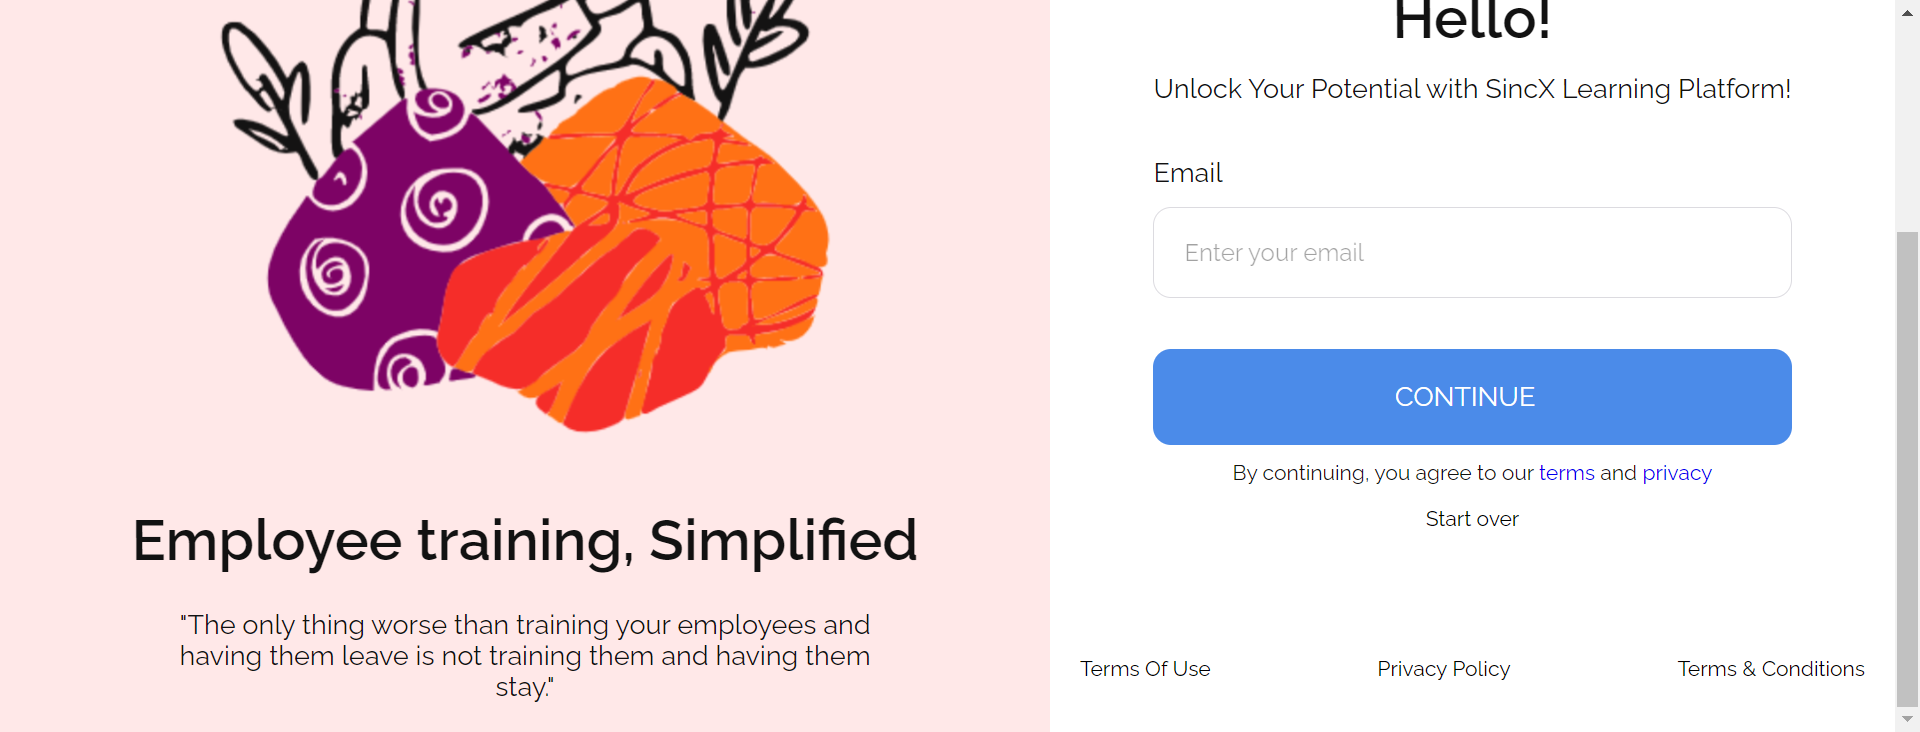 Employee training, Simplified
"The only thing worse than training your employees and
having them leave is not training them and having them
stay."
Hello!
Unlock Your Potential with SincX Learning Platform!
Email
Enter your email
CONTINUE
By continuing, you agree to our terms and privacy
Start over
Terms Of Use
Privacy Policy
Terms & Conditions